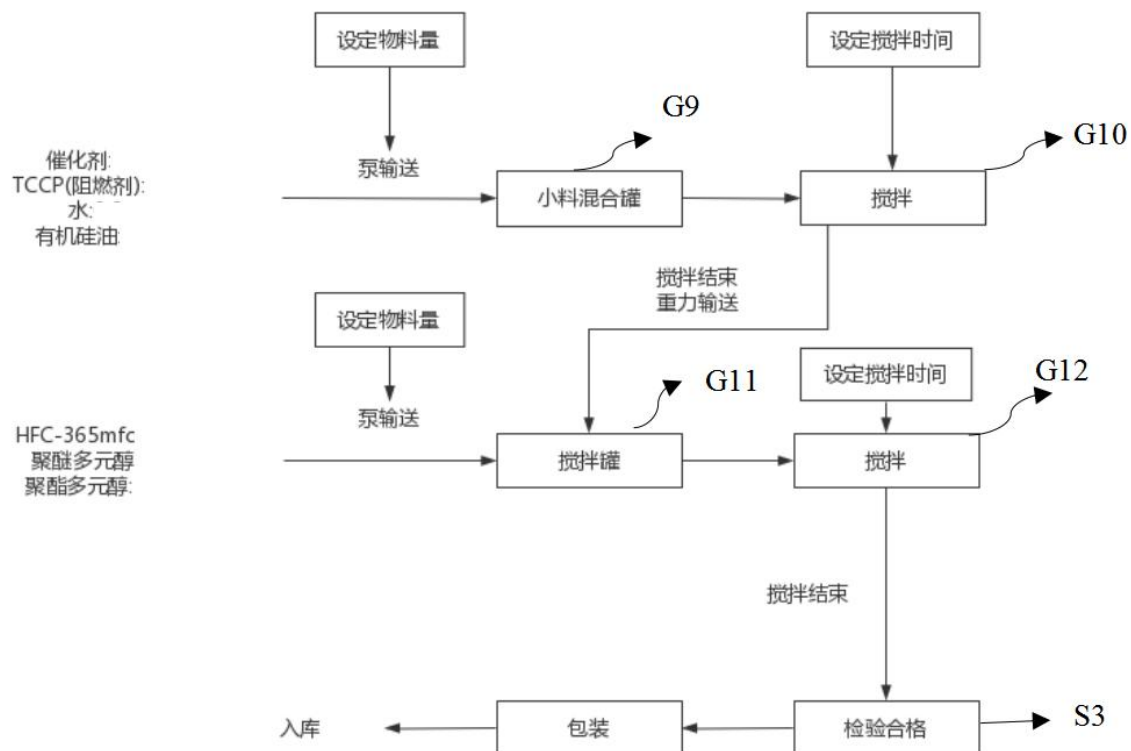 设定物料量
设定搅拌时间
G9
G10
催化剂:
TCCP(阻燃剂):
水:
有机硅油:
泵输送
小料混合罐
搅拌
搅拌结束
重力输送
设定物料量
设定搅拌时间
G11
G12
泵输送
HFC-365mfc
聚醚多元醇
聚酯多元醇:
搅拌罐
搅拌
搅拌结束
入库
包装
检验合格
S3